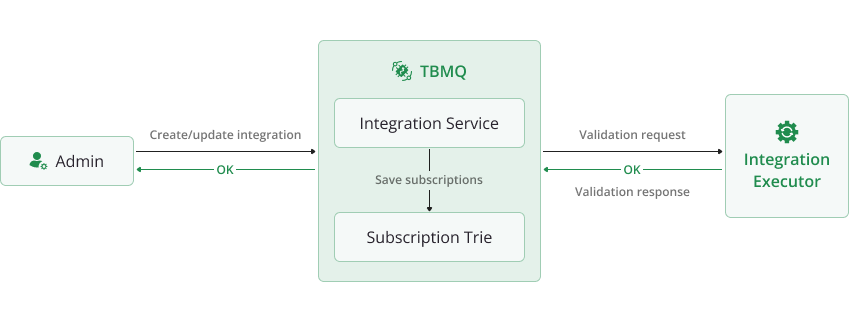 TBMQ
Integration Service
Save subscriptions
Subscription Trie
Admin
Create/update integration
OK
Validation request
OK
Validation response
Integration
Executor